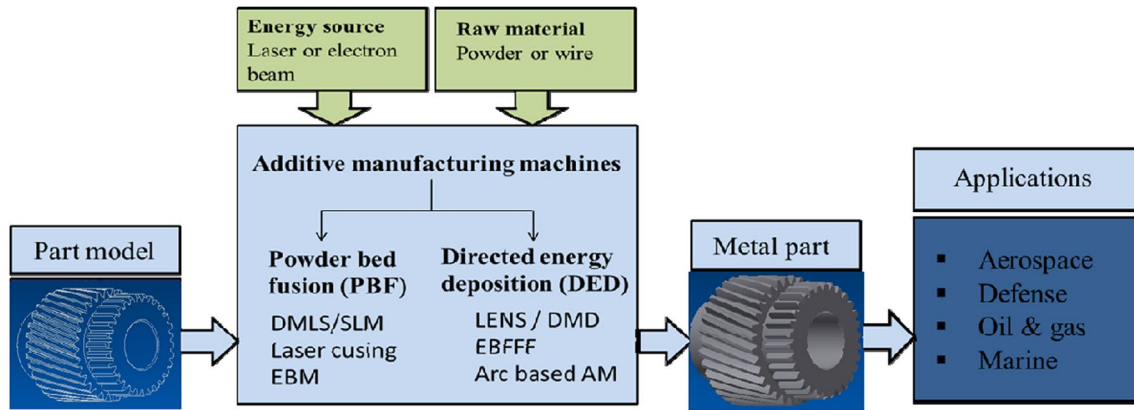 Energy source
Laser or electron
beam
Raw material
Powder or wire
Additive manufacturing machines
Part model
Powder bed
fusion (PBF)
DMLS/SLM
Laser cusing
EBM
Directed energy
deposition (DED)
LENS / DMD
EBFFF
Arc based AM
Metal part
Applications
▪ Aerospace
▪ Defense
▪ Oil & gas
▪ Marine